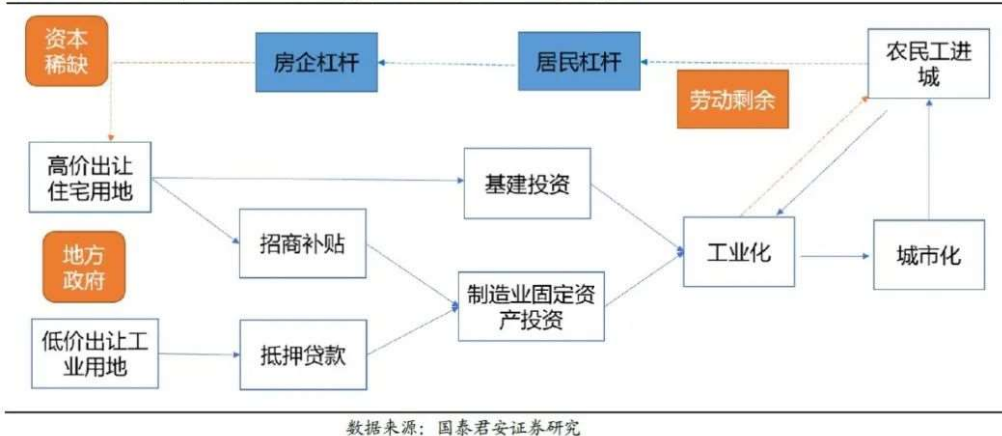 资本
稀缺
房企杠杆
居民杠杆
农民工进
城
劳动剩余
高价出让
住宅用地
基建投资
招商补贴
工业化
城市化
地方
政府
制造业固定资
产投资
低价出让工
业用地
抵押贷款
数据来源：国泰君安证券研究